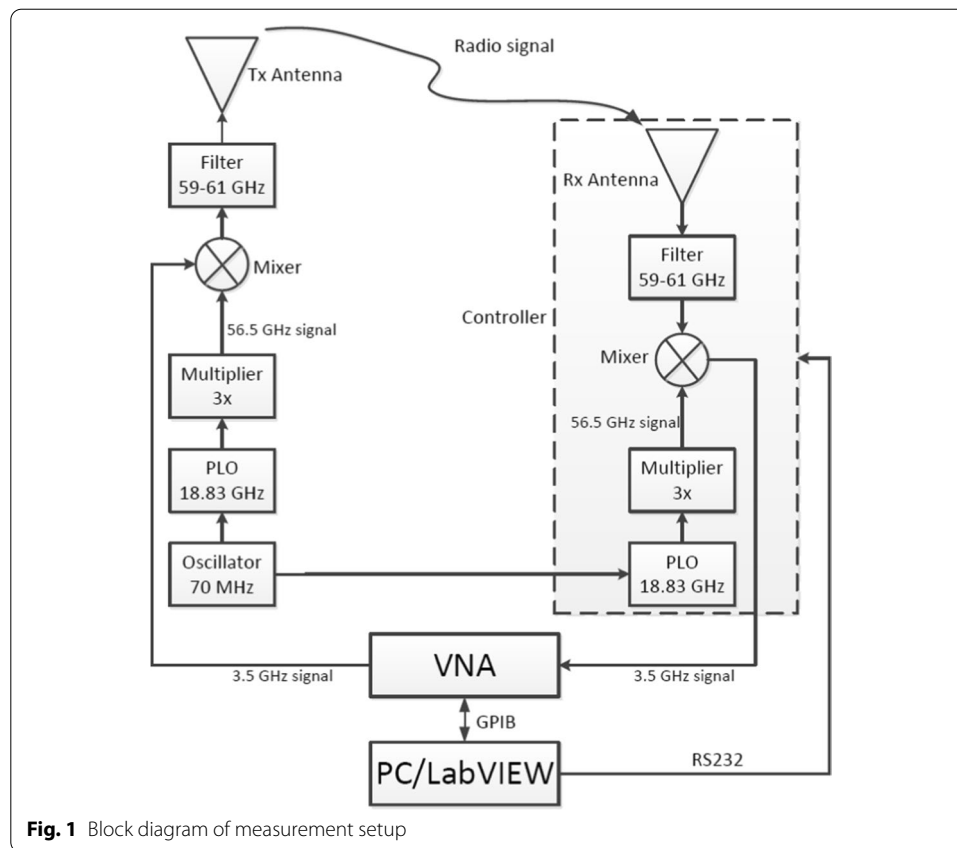 Radio signal
Tx Antenna
Filter
59-61 GHz
Mixer
56.5 GHz signal
Multiplier
3x
PLO
18.83 GHz
Oscillator
70 MHz
Rx Antenna
Filter
59-61 GHz
Controller
Mixer
56.5 GHz signal
Multiplier
3x
PLO
18.83 GHz
VNA
3.5 GHz signal
3.5 GHz signal
GPIB
PC/LabVIEW
RS232
Fig. 1 Block diagram of measurement setup